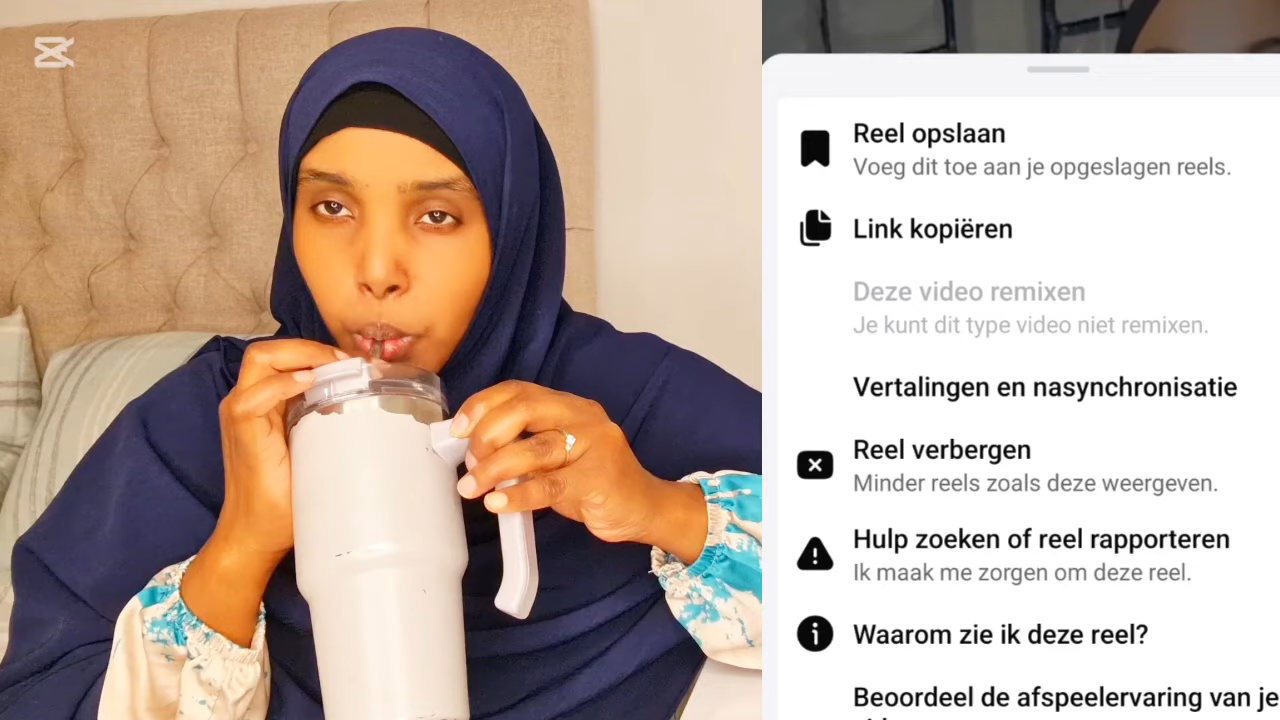 Reel opslaan
Voeg dit toe aan je opgeslagen reels.
Link kopiëren
Deze video remixen
Je kunt dit type video niet remixen.
Vertalingen en nasynchronisatie
Reel verbergen
Minder reels zoals deze weergeven.
Hulp zoeken of reel rapporteren
Ik maak me zorgen om deze reel.
Waarom zie ik deze reel?
Beoordeel de afspeelervaring van je